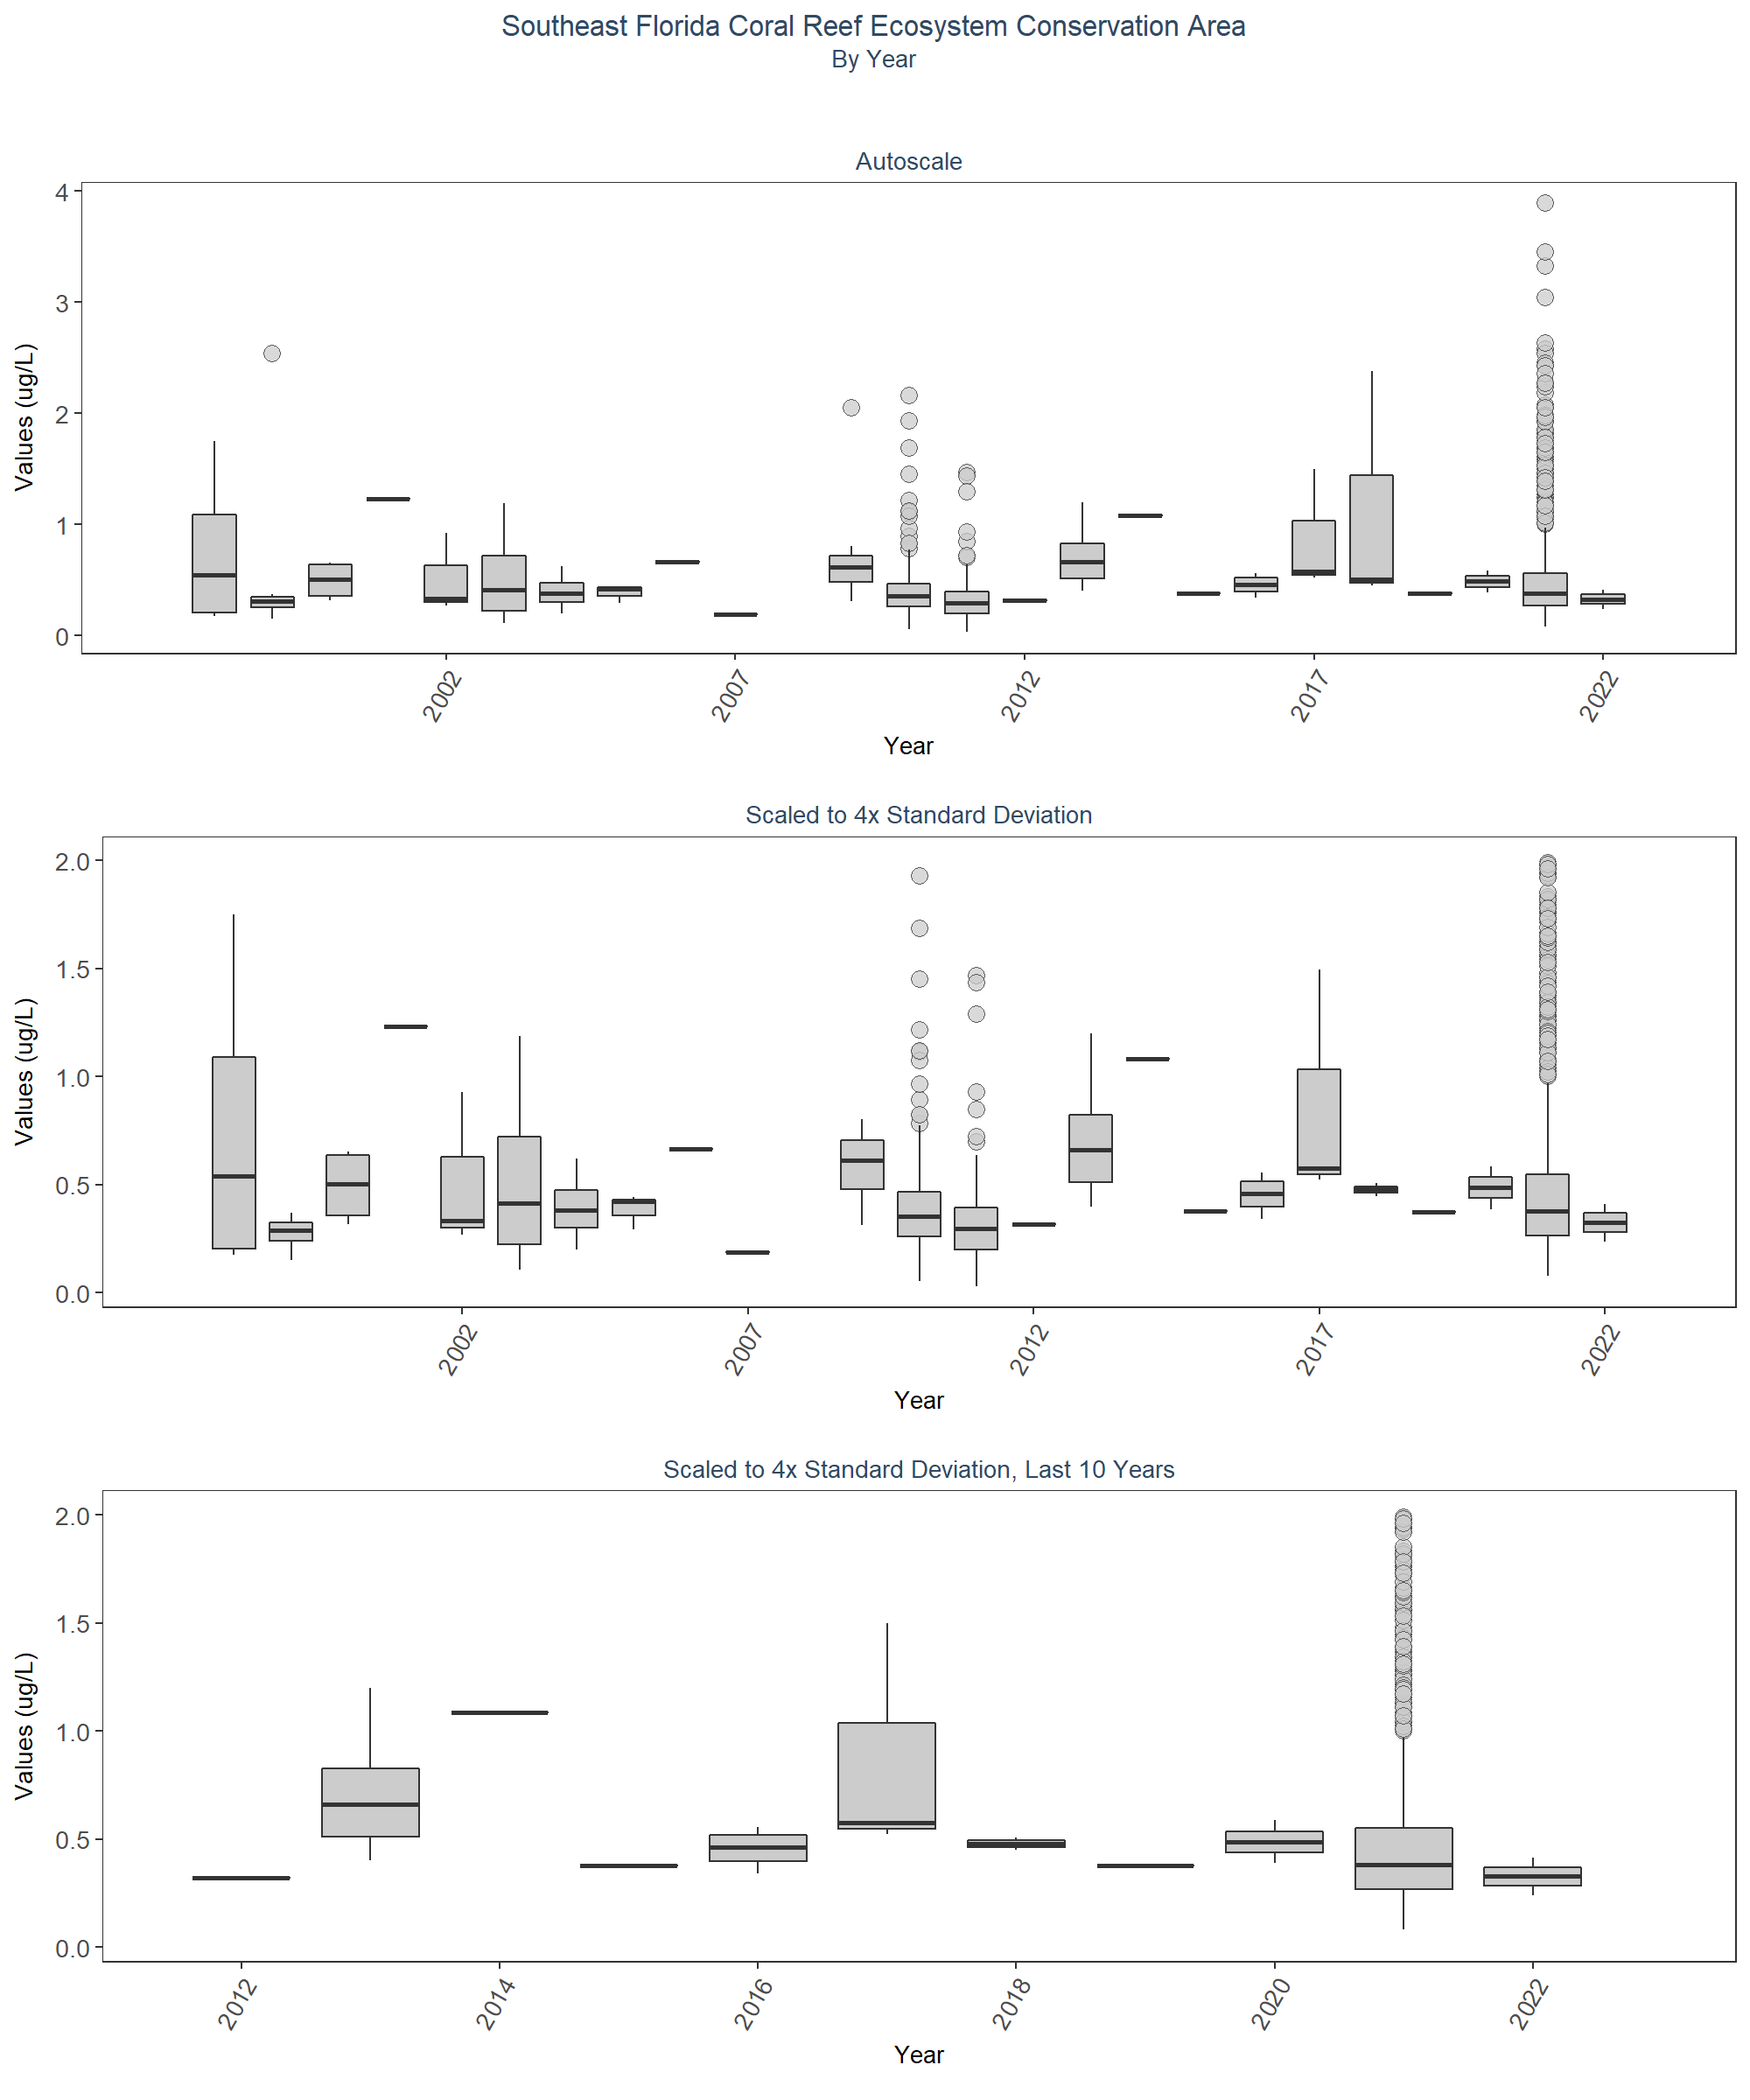 Southeast Florida Coral Reef Ecosystem Conservation Area
By Year
Autoscale
Values (ug/L)
4
3
2
1
0
2002 2007 2012 2017 2022
Year
Scaled to 4x Standard Deviation
Values (ug/L)
2.0
1.5
1.0
0.5
0.0
2002 2007 2012 2017 2022
Year
Scaled to 4x Standard Deviation, Last 10 Years
Values (ug/L)
2.0
1.5
1.0
0.5
0.0
2012 2014 2016 2018 2020 2022
Year